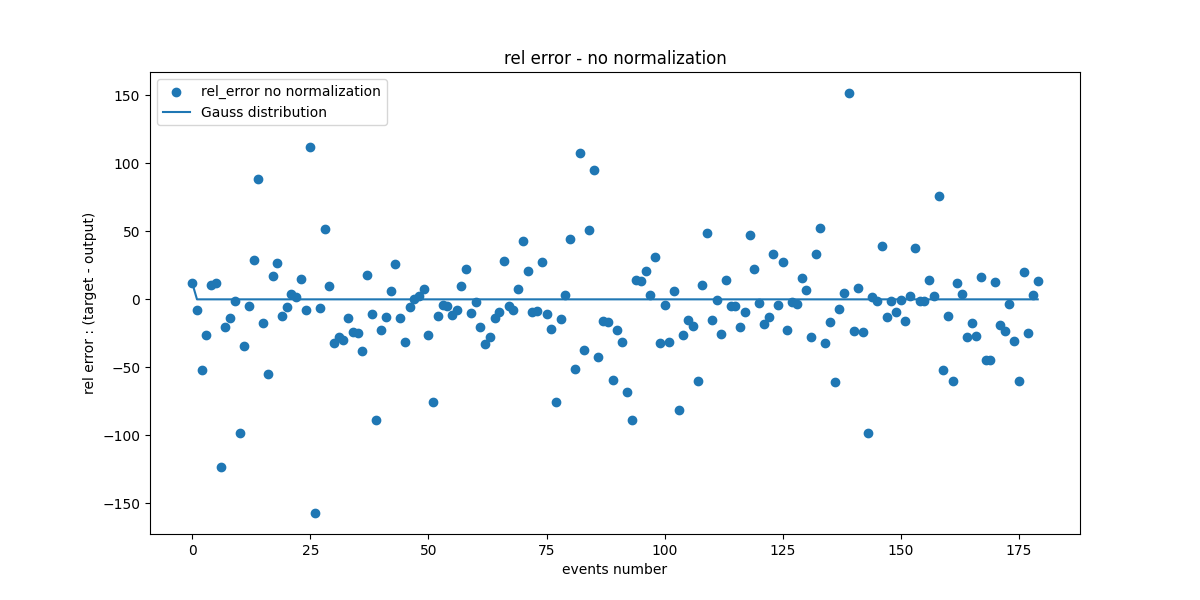 rel error - no normalization
rel_error no normalization
Gauss distribution
rel error : (target - output)
150
100
50
0
−50
−100
−150
0 25 50 75 100 125 150 175
events number